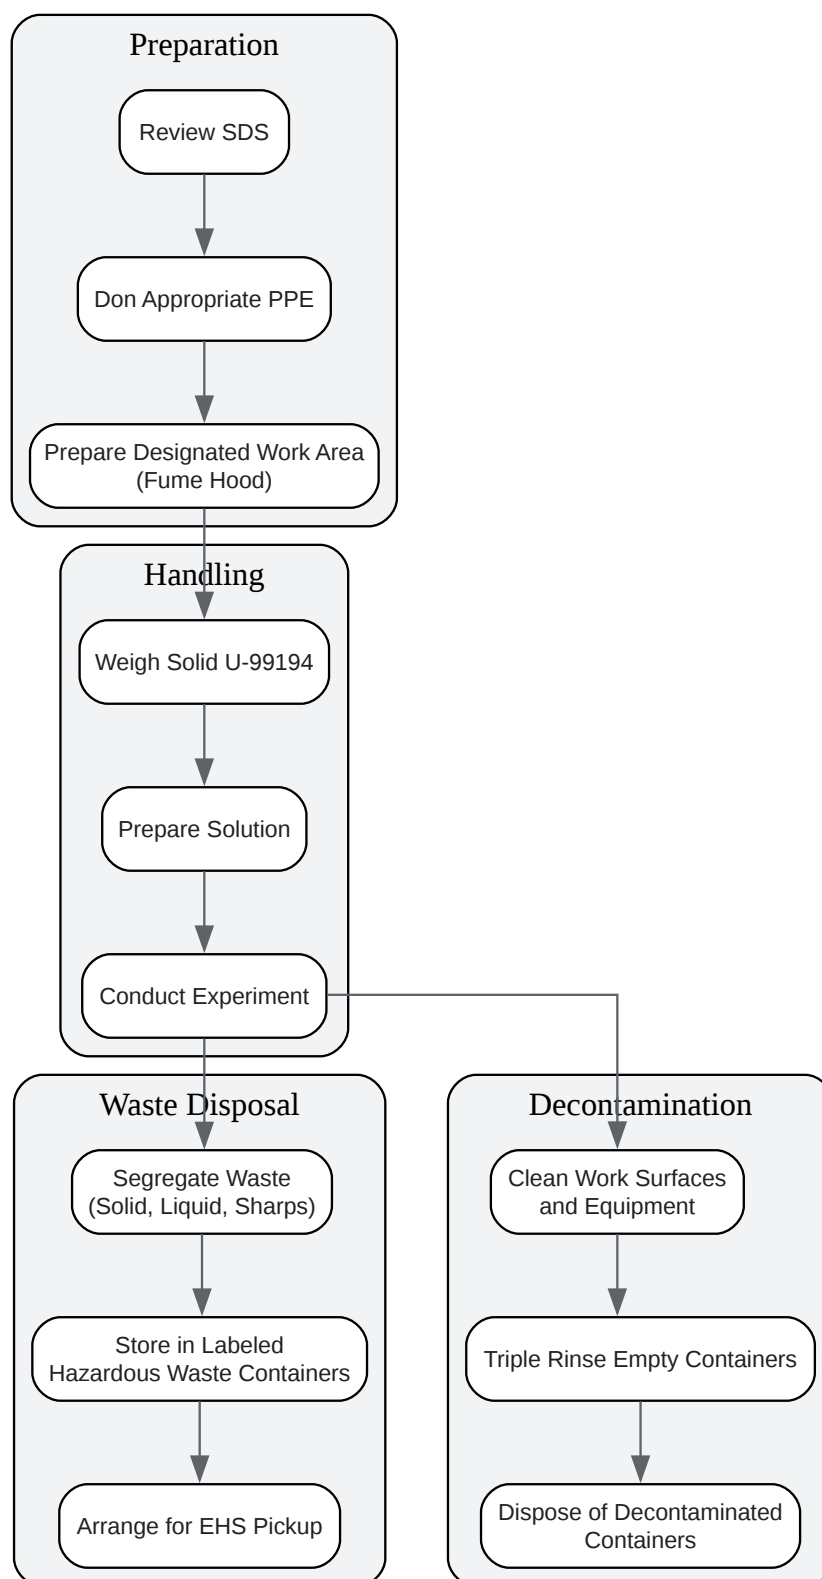 Preparation
Review SDS
Don Appropriate PPE
Prepare Designated Work Area
(Fume Hood)
Handling
Weigh Solid U-99194
Prepare Solution
Conduct Experiment
Waste Disposal
Segregate Waste
(Solid, Liquid, Sharps)
Store in Labeled
Hazardous Waste Containers
Arrange for EHS Pickup
Decontamination
Clean Work Surfaces
and Equipment
Triple Rinse Empty Containers
Dispose of Decontaminated
Containers